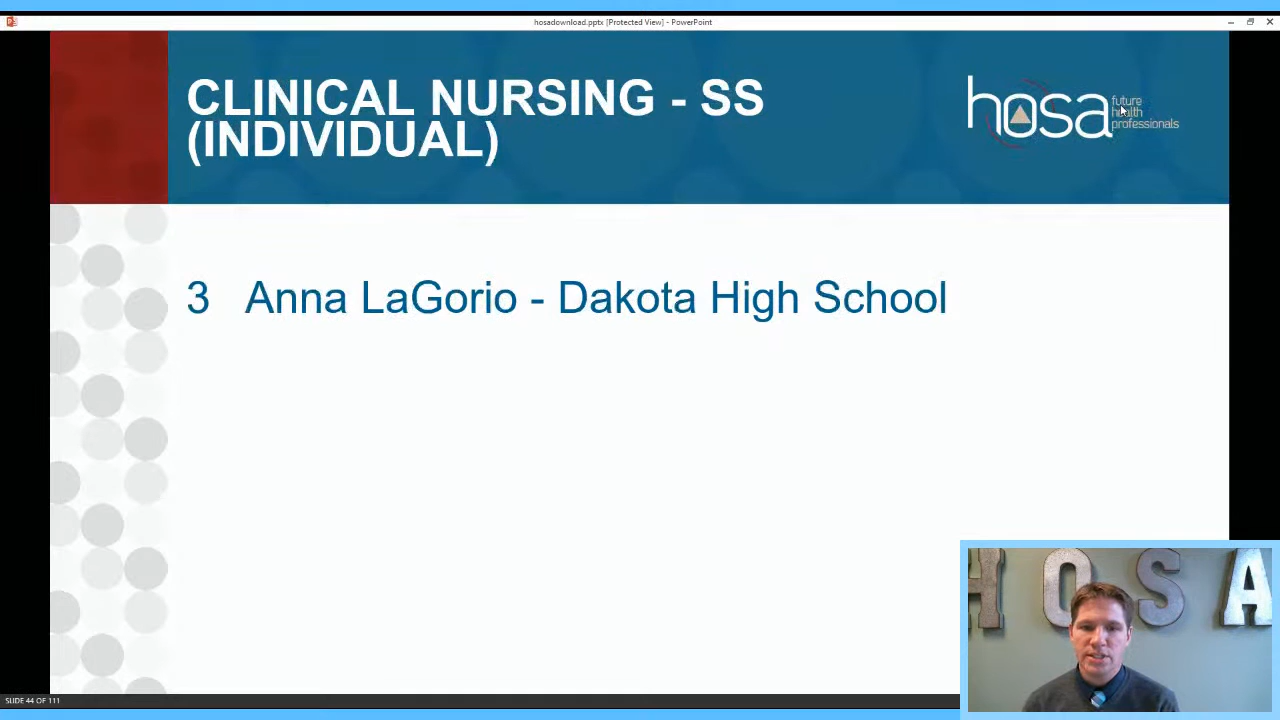 hosadownload.pptx [Protected View] - PowerPoint
CLINICAL NURSING - SS
(INDIVIDUAL)
hosa
future
health
professionals
3 Anna LaGorio - Dakota High School
HOSA
SLIDE 44 OF 111